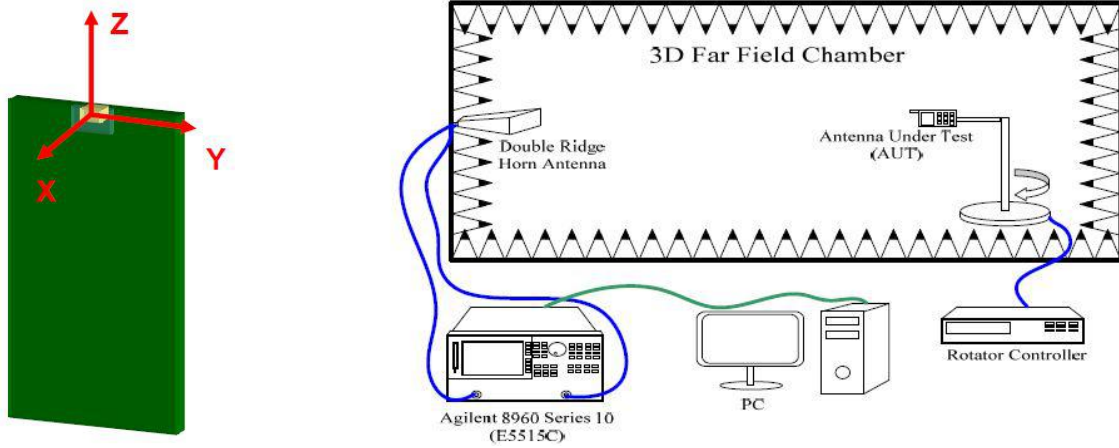 Z
Y
X
3D Far Field Chamber
Double Ridge
Horn Antenna
Antenna Under Test
(AUT)
Agilent 8960 Series 10
(E5515C)
PC
Rotator Controller